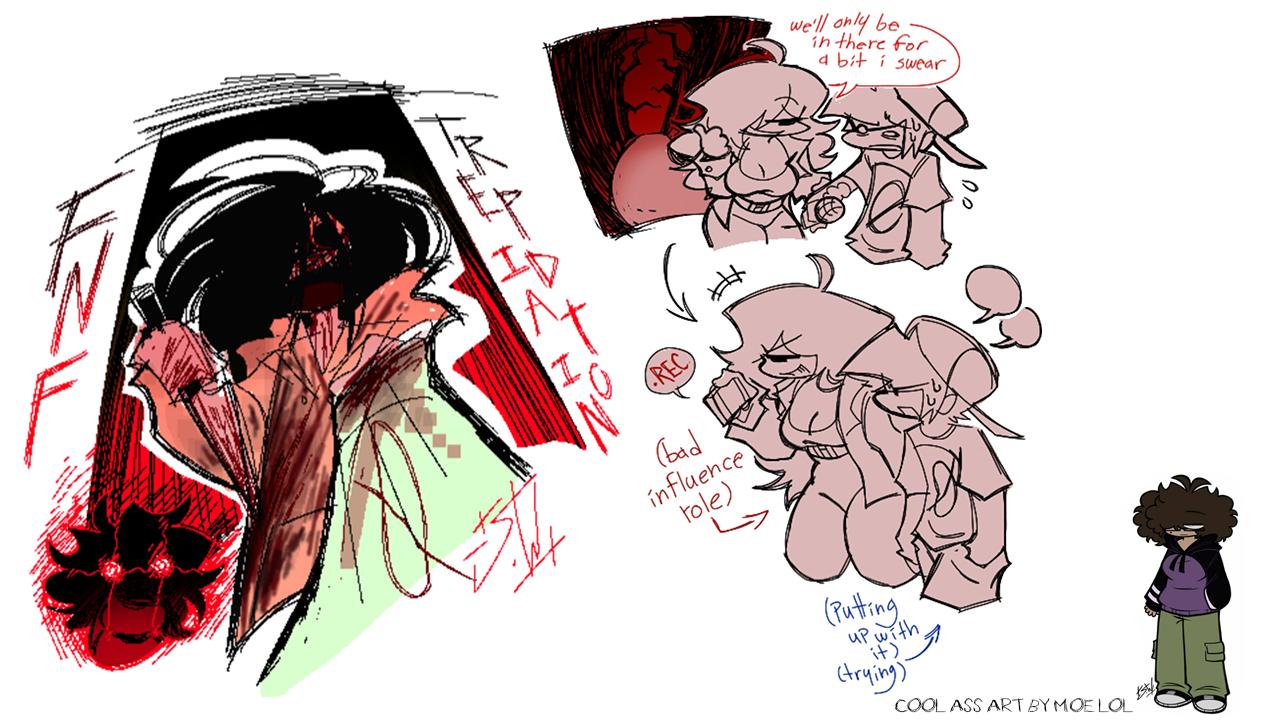 FNF
TREPIDATION
we'll only be
in there for
a bit i swear
.REC
(bad
influence
role)
(putting
up with
it)
(trying)
COOL ASS ART BY MOE LOL